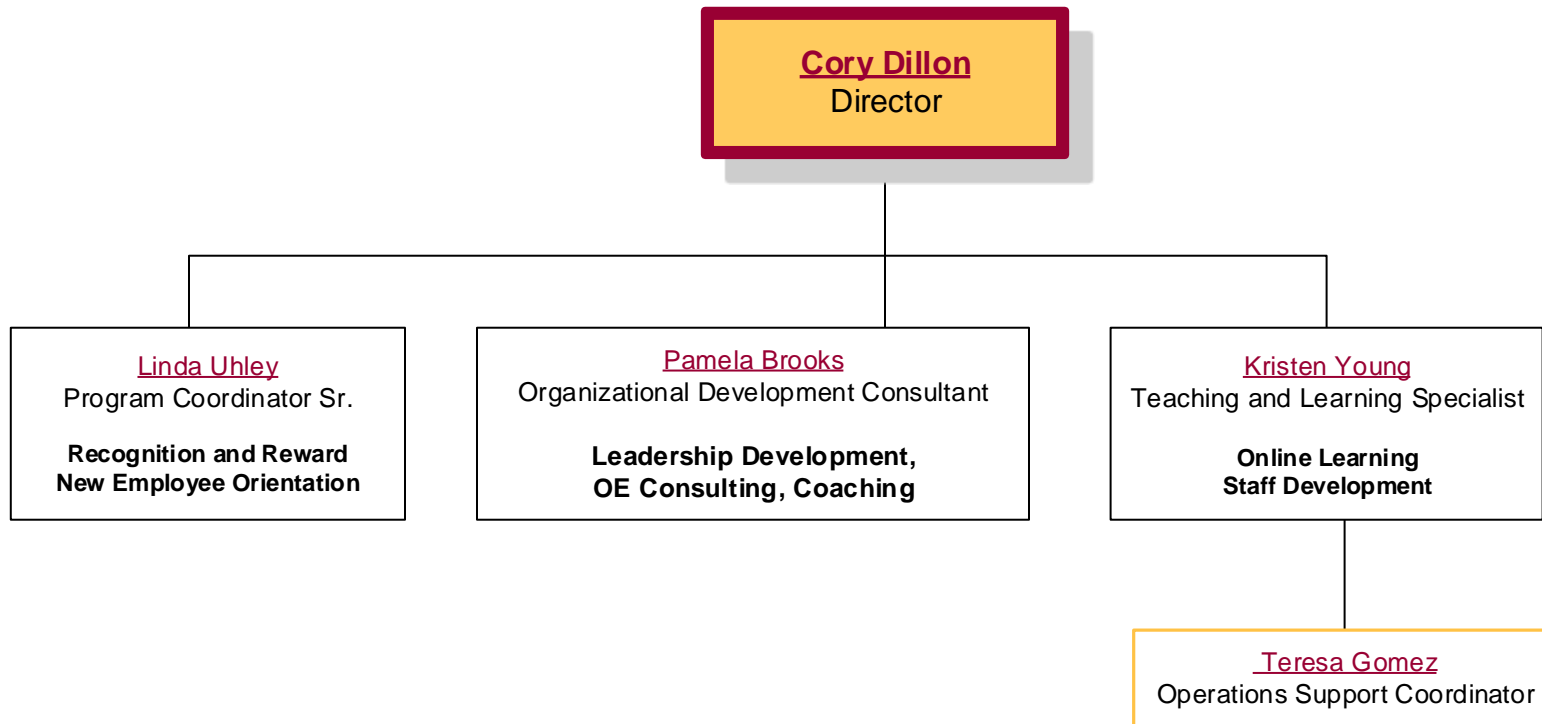 Cory Dillon
Director
Linda Uhley
Program Coordinator Sr.
Recognition and Reward
New Employee Orientation
Pamela Brooks
Organizational Development Consultant
Leadership Development,
OE Consulting, Coaching
Kristen Young
Teaching and Learning Specialist
Online Learning
Staff Development
Teresa Gomez
Operations Support Coordinator